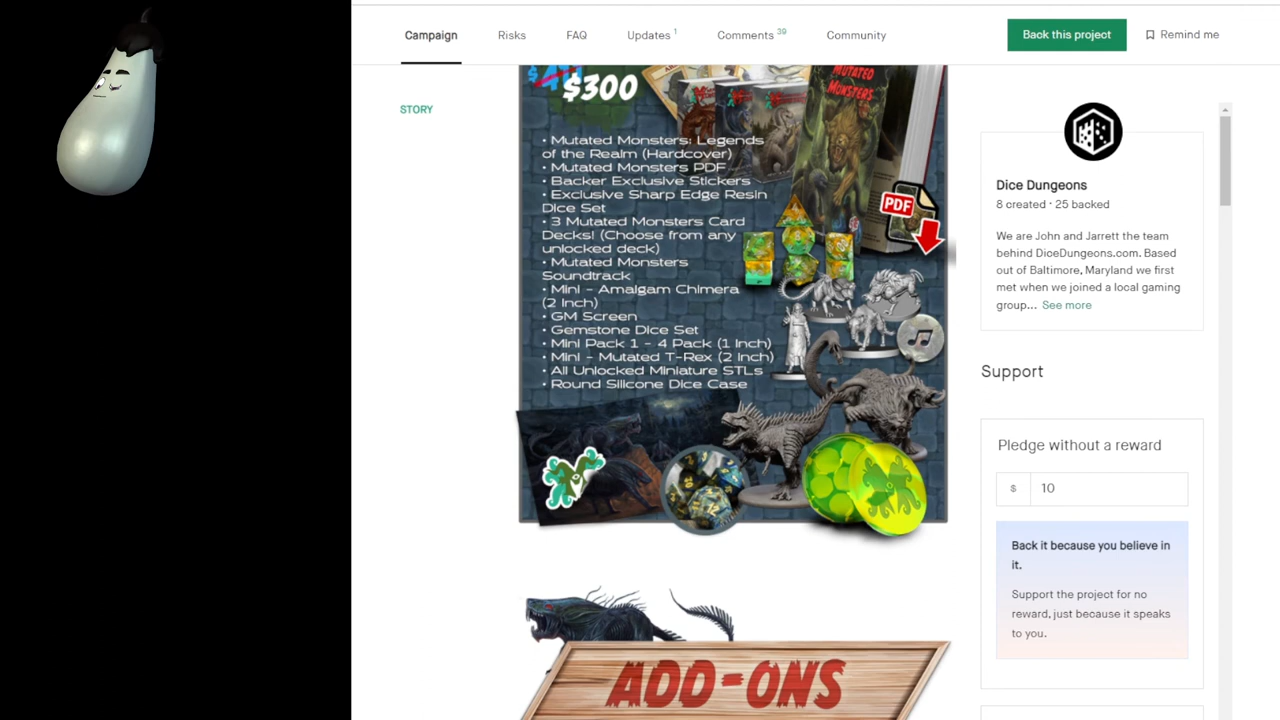 Campaign
Risks
FAQ
Updates 1
Comments 39
Community
Back this project
Remind me
STORY
$300
MUTATED
MONSTERS
• Mutated Monsters: Legends
of the Realm (Hardcover)
• Mutated Monsters PDF
• Backer Exclusive Stickers
• Exclusive Sharp Edge Resin
Dice Set
• 3 Mutated Monsters Card
Decks! (Choose from any
unlocked deck)
• Mutated Monsters
Soundtrack
• Mini - Amalgam Chimera
(2 Inch)
• GM Screen
• Gemstone Dice Set
• Mini Pack 1 - 4 Pack (1 Inch)
• Mini - Mutated T-Rex (2 Inch)
• All Unlocked Miniature STLs
• Round Silicone Dice Case
PDF
12
ADD-ONS
Dice Dungeons
8 created · 25 backed
We are John and Jarrett the team
behind DiceDungeons.com. Based
out of Baltimore, Maryland we first
met when we joined a local gaming
group... See more
Support
Pledge without a reward
$ 10
Back it because you believe in
it.
Support the project for no
reward, just because it speaks
to you.